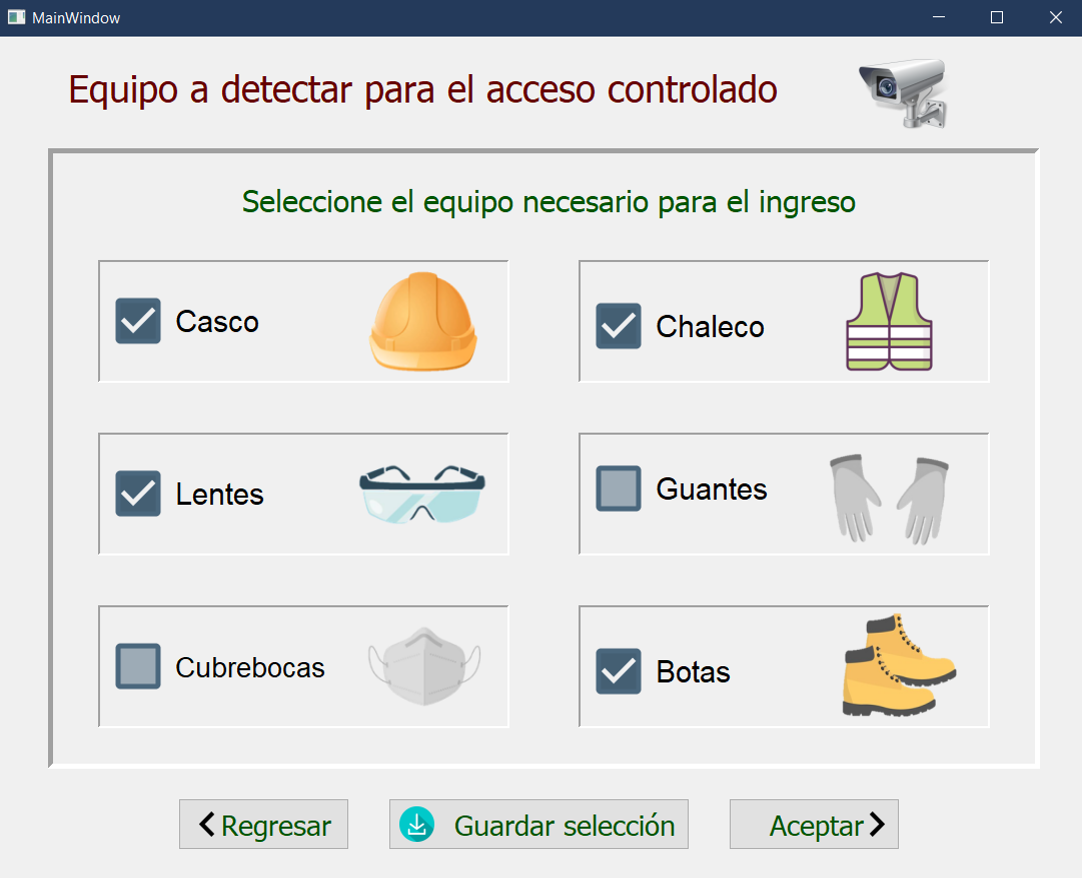 MainWindow
Equipo a detectar para el acceso controlado
Seleccione el equipo necesario para el ingreso
Casco
Chaleco
Lentes
Guantes
Cubrebocas
Botas
Regresar
Guardar selección
Aceptar